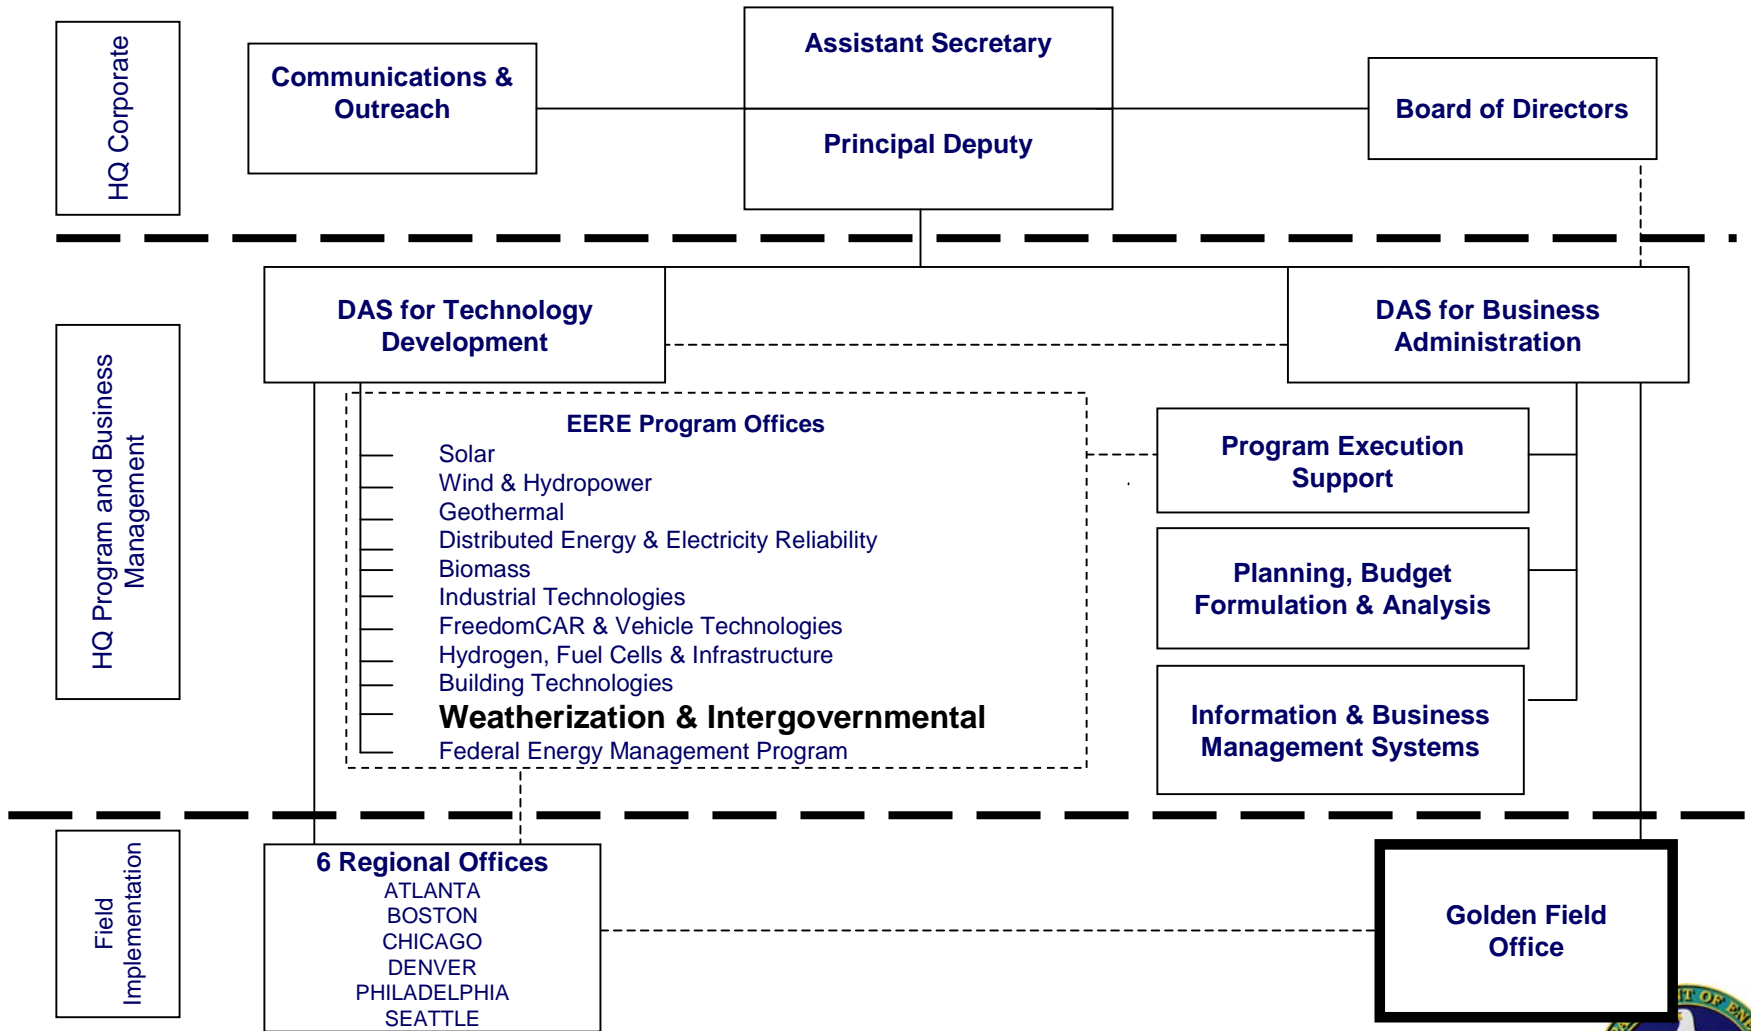 HQ Corporate
Communications &
Outreach
Assistant Secretary
Principal Deputy
Board of Directors
HQ Program and Business
Management
DAS for Technology
Development
DAS for Business
Administration
EERE Program Offices
Solar
Wind & Hydropower
Geothermal
Distributed Energy & Electricity Reliability
Biomass
Industrial Technologies
FreedomCAR & Vehicle Technologies
Hydrogen, Fuel Cells & Infrastructure
Building Technologies
Weatherization & Intergovernmental
Federal Energy Management Program
Program Execution
Support
Planning, Budget
Formulation & Analysis
Information & Business
Management Systems
Field
Implementation
6 Regional Offices
ATLANTA
BOSTON
CHICAGO
DENVER
PHILADELPHIA
SEATTLE
Golden Field
Office
OF